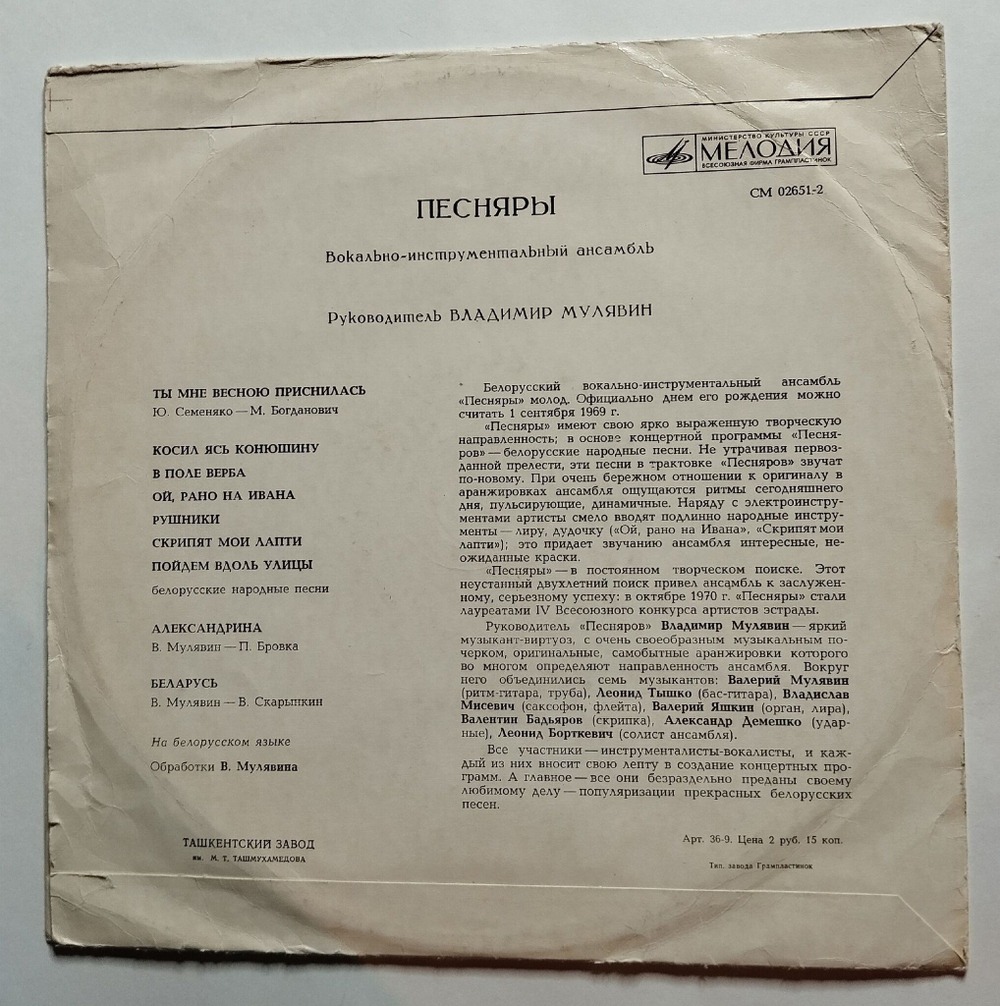 МИНИСТЕРСТВО КУЛЬТУРЫ СССР
МЕЛОДИЯ
ВСЕСОЮЗНАЯ ФИРМА ГРАМПЛАСТИНОК
СМ 02651-2
ПЕСНЯРЫ
Вокально-инструментальный ансамбль
Руководитель ВЛАДИМИР МУЛЯВИН
ТЫ МНЕ ВЕСНОЮ ПРИСНИЛАСЬ
Ю. Семеняко — М. Богданович
КОСИЛ ЯСЬ КОНЮШИНУ
В ПОЛЕ ВЕРБА
ОЙ, РАНО НА ИВАНА
РУШНИКИ
СКРИПЯТ МОИ ЛАПТИ
ПОЙДЕМ ВДОЛЬ УЛИЦЫ
белорусские народные песни
АЛЕКСАНДРИНА
В. Мулявин — П. Бровка
БЕЛАРУСЬ
В. Мулявин — В. Скарынкин
На белорусском языке
Обработки В. Мулявина
Белорусский вокально-инструментальный ансамбль
«Песняры» молод. Официально днем его рождения можно
считать 1 сентября 1969 г.
«Песняры» имеют свою ярко выраженную творческую
направленность; в основе концертной программы «Песня-
ров» — белорусские народные песни. Не утрачивая первоз-
данной прелести, эти песни в трактовке «Песняров» звучат
по-новому. При очень бережном отношении к оригиналу в
аранжировках ансамбля ощущаются ритмы сегодняшнего
дня, пульсирующие, динамичные. Наряду с электроинстру-
ментами артисты смело вводят подлинно народные инстру-
менты — лиру, дудочку («Ой, рано на Ивана», «Скрипят мои
лапти»); это придает звучанию ансамбля интересные, не-
ожиданные краски.
«Песняры» — в постоянном творческом поиске. Этот
неустанный двухлетний поиск привел ансамбль к заслужен-
ному, серьезному успеху: в октябре 1970 г. «Песняры» стали
лауреатами IV Всесоюзного конкурса артистов эстрады.
Руководитель «Песняров» Владимир Мулявин — яркий
музыкант-виртуоз, с очень своеобразным музыкальным по-
черком, оригинальные, самобытные аранжировки которого
во многом определяют направленность ансамбля. Вокруг
него объединились семь музыкантов: Валерий Мулявин
(ритм-гитара, труба), Леонид Тышко (бас-гитара), Владислав
Мисевич (саксофон, флейта), Валерий Яшкин (орган, лира),
Валентин Бадьяров (скрипка), Александр Демешко (удар-
ные), Леонид Борткевич (солист ансамбля).
Все участники — инструменталисты-вокалисты, и каж-
дый из них вносит свою лепту в создание концертных про-
грамм. А главное — все они безраздельно преданы своему
любимому делу — популяризации прекрасных белорусских
песен.
ТАШКЕНТСКИЙ ЗАВОД
им. М. Т. ТАШМУХАМЕДОВА
Арт. 36-9. Цена 2 руб. 15 коп.
Тип. завода Грампластинок